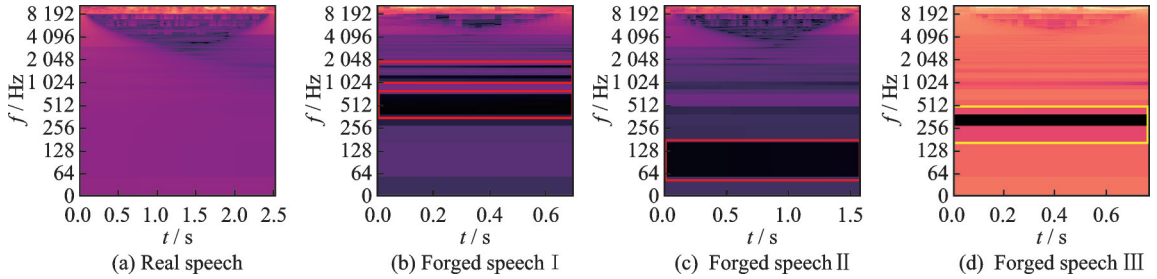 f / Hz
8 192
4 096
2 048
1 024
512
256
128
64
0
0.0 0.5 1.0 1.5 2.0 2.5
t / s
(a) Real speech
f / Hz
8 192
4 096
2 048
1 024
512
256
128
64
0
0.0 0.2 0.4 0.6
t / s
(b) Forged speech Ⅰ
f / Hz
8 192
4 096
2 048
1 024
512
256
128
64
0
0.0 0.5 1.0 1.5
t / s
(c) Forged speech Ⅱ
f / Hz
8 192
4 096
2 048
1 024
512
256
128
64
0
0.0 0.2 0.4 0.6
t / s
(d) Forged speech Ⅲ